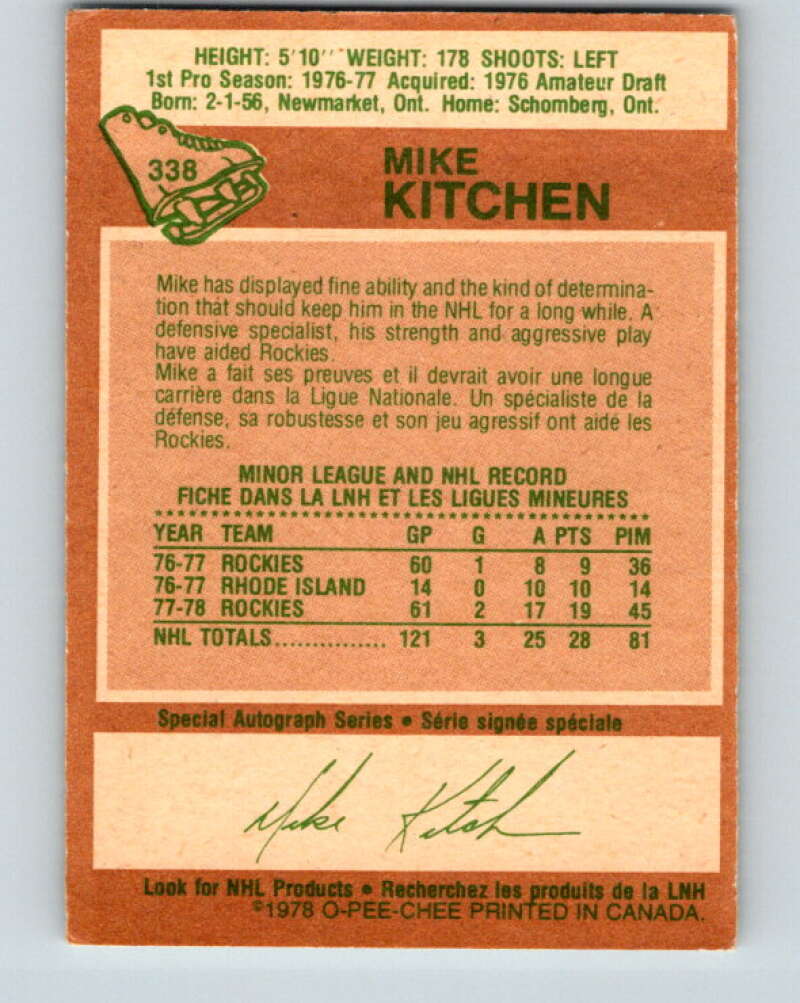 HEIGHT: 5'10" WEIGHT: 178 SHOOTS: LEFT
1st Pro Season: 1976-77 Acquired: 1976 Amateur Draft
Born: 2-1-56, Newmarket, Ont. Home: Schomberg, Ont.
338
MIKE
KITCHEN
Mike has displayed fine ability and the kind of determina-
tion that should keep him in the NHL for a long while. A
defensive specialist, his strength and aggressive play
have aided Rockies.
Mike a fait ses preuves et il devrait avoir une longue
carrière dans la Ligue Nationale. Un spécialiste de la
défense, sa robustesse et son jeu agressif ont aidé les
Rockies.
MINOR LEAGUE AND NHL RECORD
FICHE DANS LA LNH ET LES LIGUES MINEURES
YEAR TEAM GP G A PTS PIM
76-77 ROCKIES 60 1 8 9 36
76-77 RHODE ISLAND 14 0 10 10 14
77-78 ROCKIES 61 2 17 19 45
NHL TOTALS................ 121 3 25 28 81
Special Autograph Series • Série signée spéciale
Mike Kitchen
Look for NHL Products • Recherchez les produits de la LNH
©1978 O-PEE-CHEE PRINTED IN CANADA.